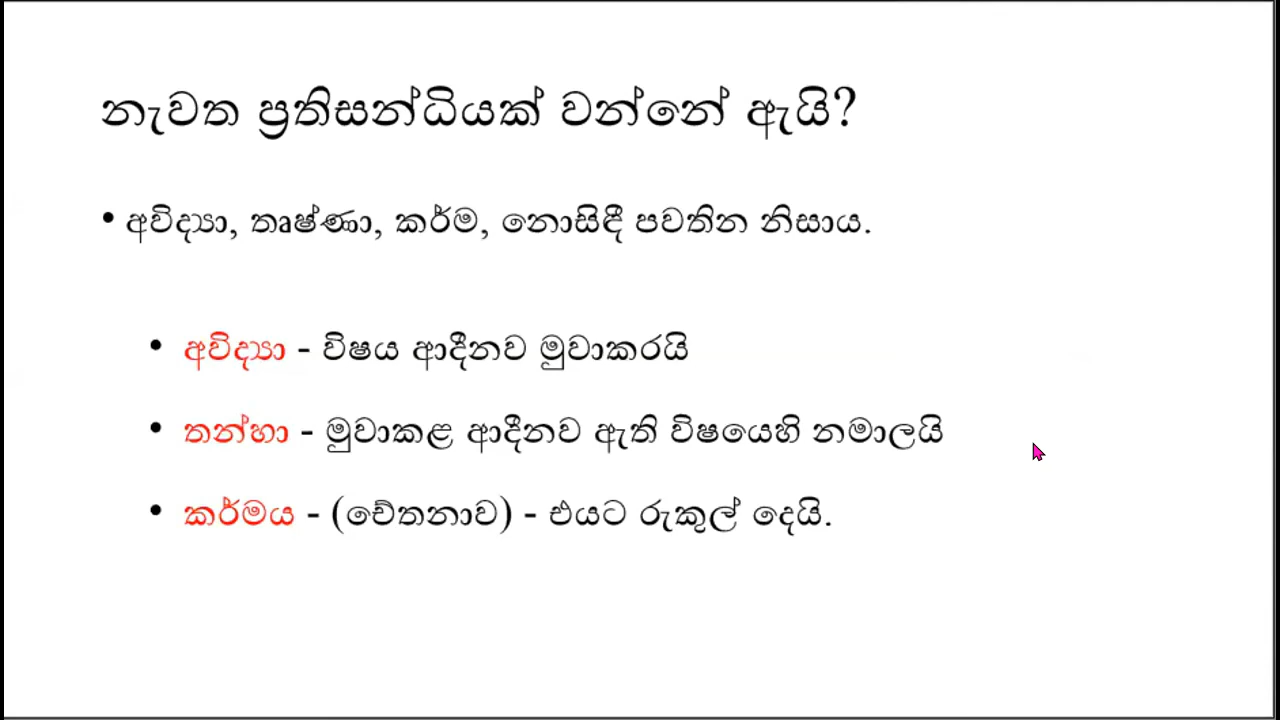 නැවත ප්‍රතිසන්ධියක් වන්නේ ඇයි?
• අවිද්‍යා, තෘෂ්ණා, කර්ම, නොසිඳී පවතින නිසාය.
• අවිද්‍යා - විෂය ආදීනව මුවාකරයි
• තන්හා - මුවාකළ ආදීනව ඇති විෂයෙහි නමාලයි
• කර්මය - (චේතනාව) - එයට රුකුල් දෙයි.